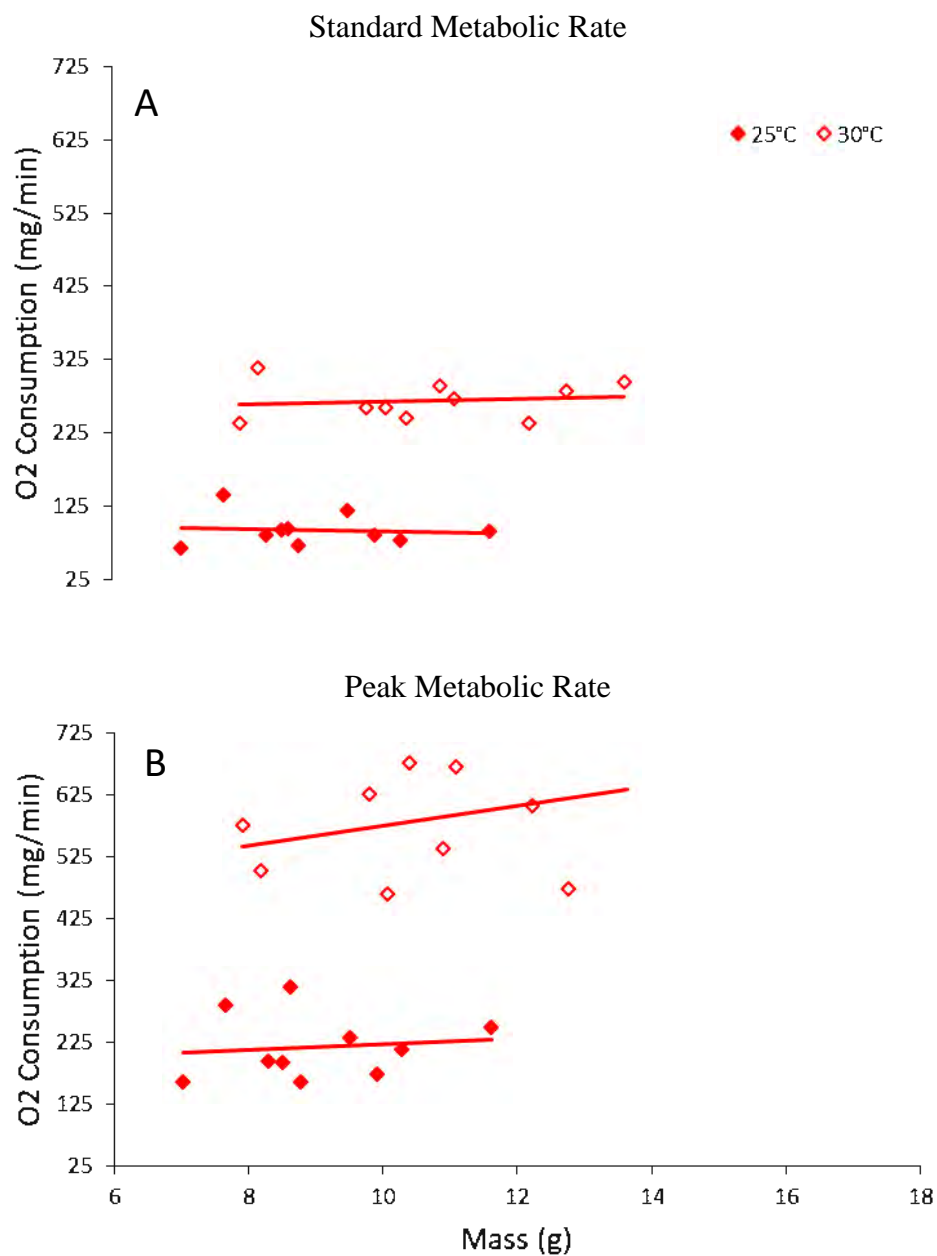 Standard Metabolic Rate
725
A
625
25°C 30°C
525
425
325
225
125
25
O2 Consumption (mg/min)
Peak Metabolic Rate
725
B
625
525
425
325
225
125
25
O2 Consumption (mg/min)
6 8 10 12 14 16 18
Mass (g)